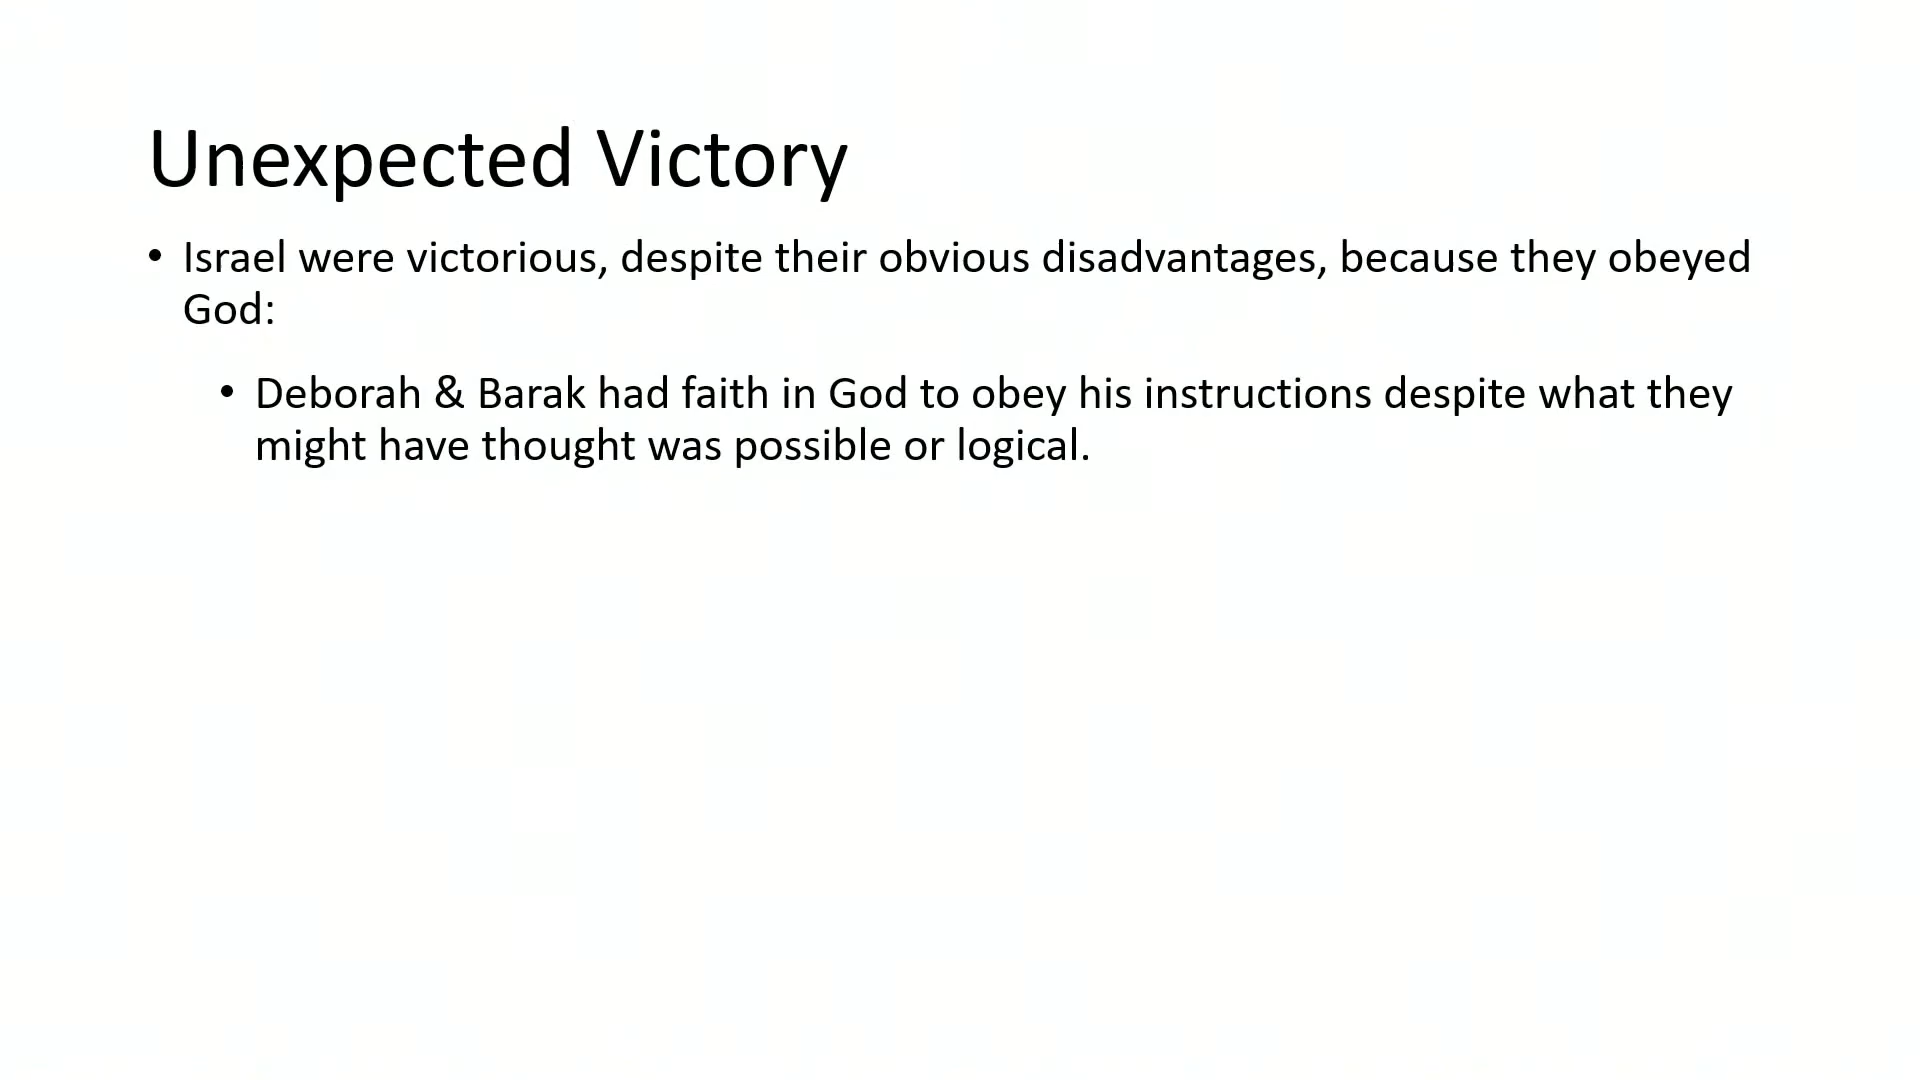 Unexpected Victory
• Israel were victorious, despite their obvious disadvantages, because they obeyed
God:
• Deborah & Barak had faith in God to obey his instructions despite what they
might have thought was possible or logical.